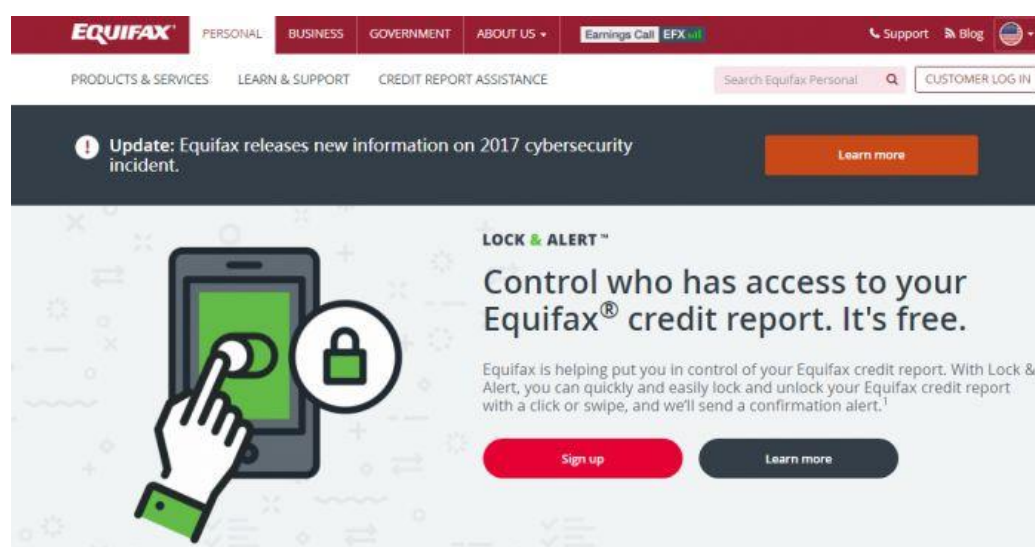 EQUIFAX PERSONAL BUSINESS GOVERNMENT ABOUT US Earnings Call EFX Support Blog
PRODUCTS & SERVICES LEARN & SUPPORT CREDIT REPORT ASSISTANCE Search Equifax Personal CUSTOMER LOG IN
! Update: Equifax releases new information on 2017 cybersecurity
incident.
Learn more
LOCK & ALERT™
Control who has access to your
Equifax® credit report. It's free.
Equifax is helping put you in control of your Equifax credit report. With Lock &
Alert, you can quickly and easily lock and unlock your Equifax credit report
with a click or swipe, and we'll send a confirmation alert.¹
Sign up Learn more